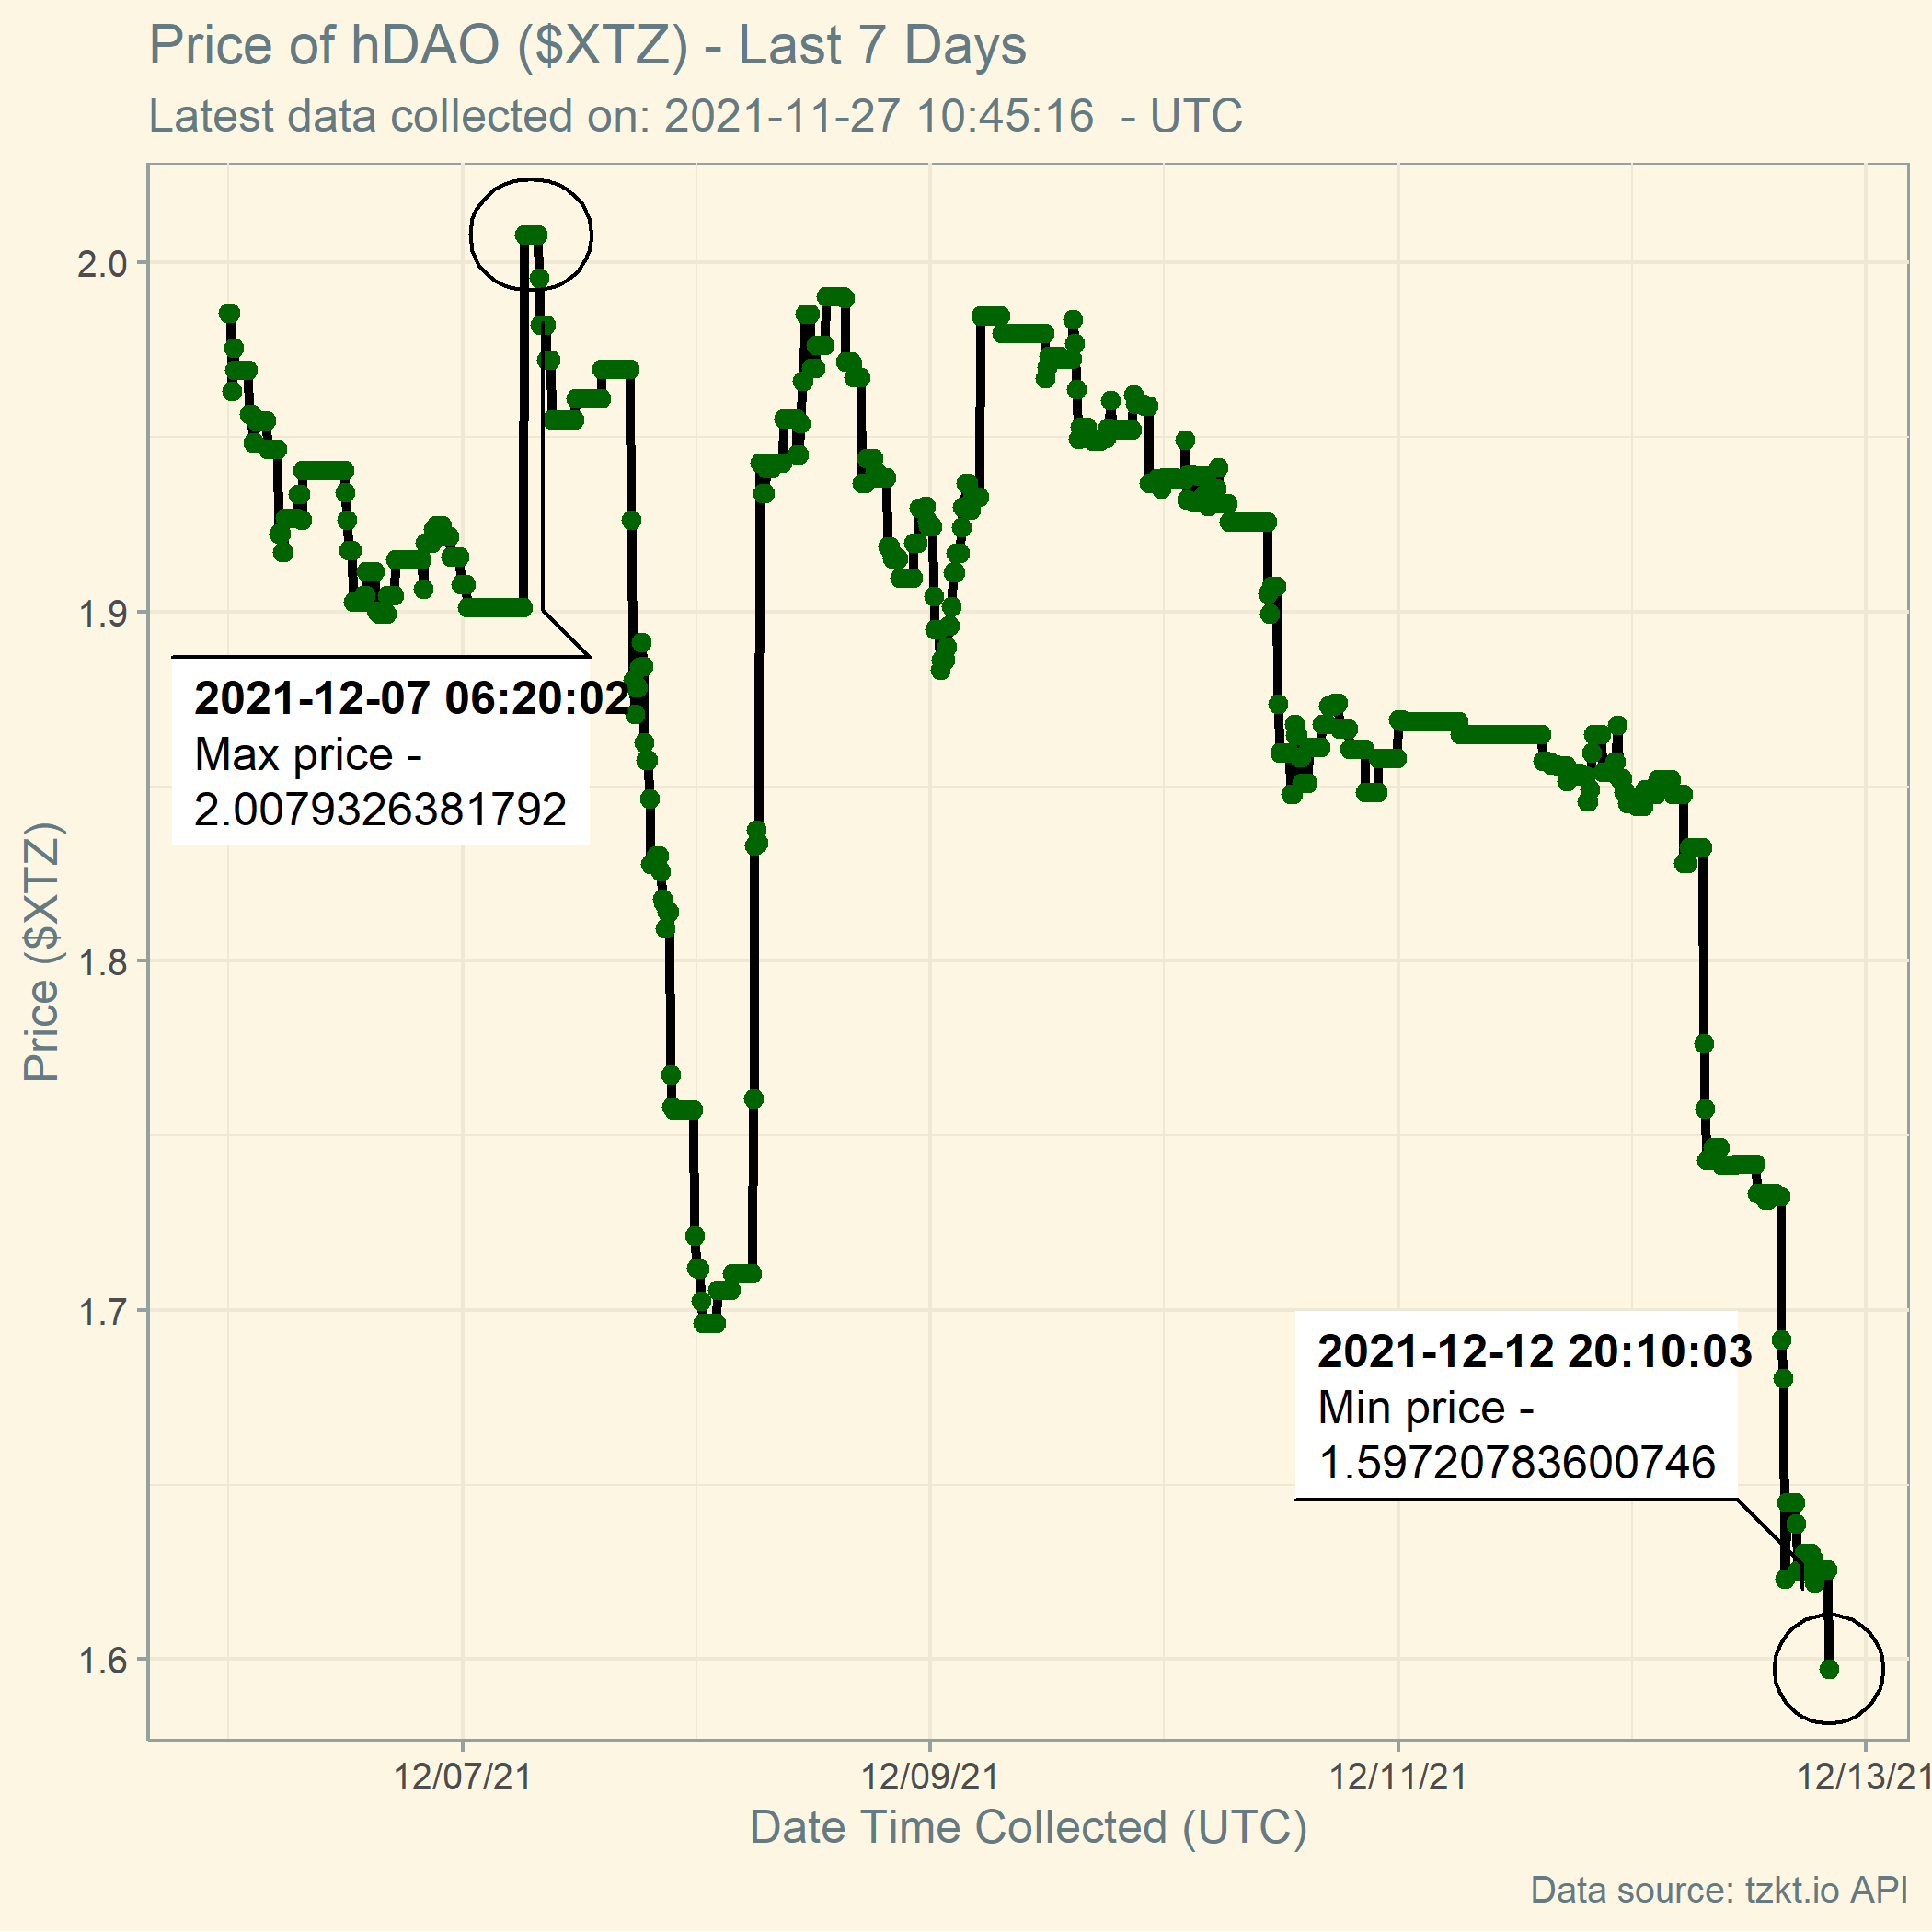 Price of hDAO ($XTZ) - Last 7 Days
Latest data collected on: 2021-11-27 10:45:16  - UTC
2.0
1.9
1.8
1.7
1.6
Price ($XTZ)
2021-12-07 06:20:02
Max price -
2.0079326381792
2021-12-12 20:10:03
Min price -
1.59720783600746
12/07/21
12/09/21
12/11/21
12/13/21
Date Time Collected (UTC)
Data source: tzkt.io API